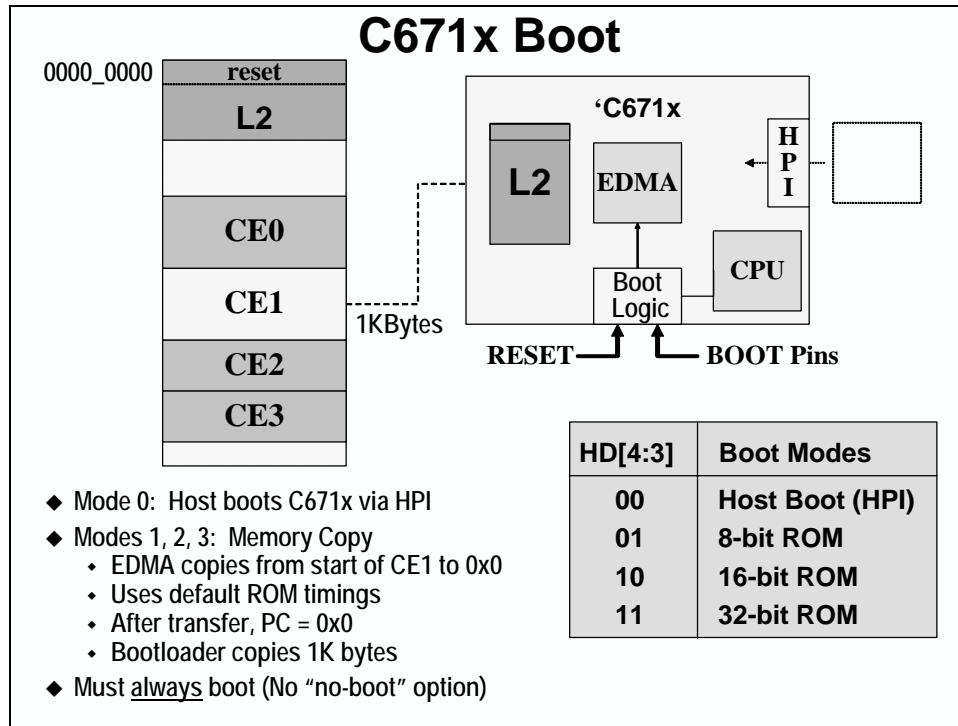 C671x Boot
0000_0000
reset
L2
CE0
CE1
CE2
CE3
1KBytes
‘C671x
L2
EDMA
H
P
I
CPU
Boot
Logic
RESET
BOOT Pins
HD[4:3] Boot Modes
00 Host Boot (HPI)
01 8-bit ROM
10 16-bit ROM
11 32-bit ROM
◆ Mode 0: Host boots C671x via HPI
◆ Modes 1, 2, 3: Memory Copy
◆ EDMA copies from start of CE1 to 0x0
◆ Uses default ROM timings
◆ After transfer, PC = 0x0
◆ Bootloader copies 1K bytes
◆ Must always boot (No “no-boot” option)